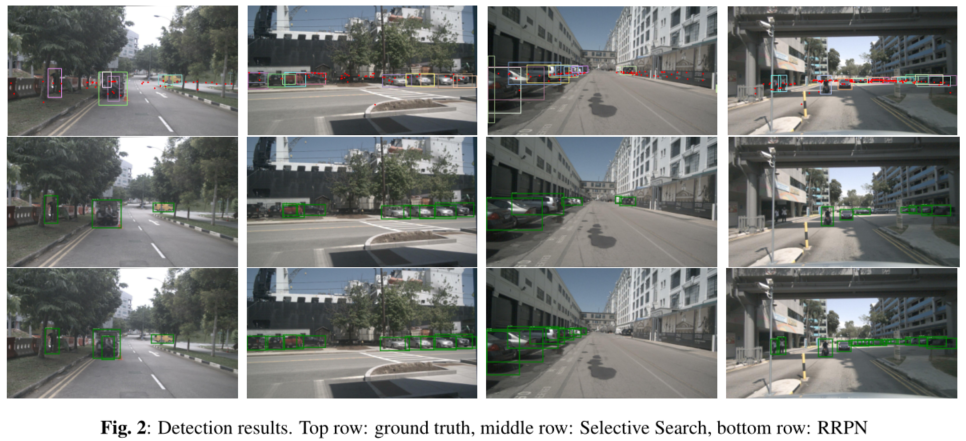 Fig. 2: Detection results. Top row: ground truth, middle row: Selective Search, bottom row: RRPN